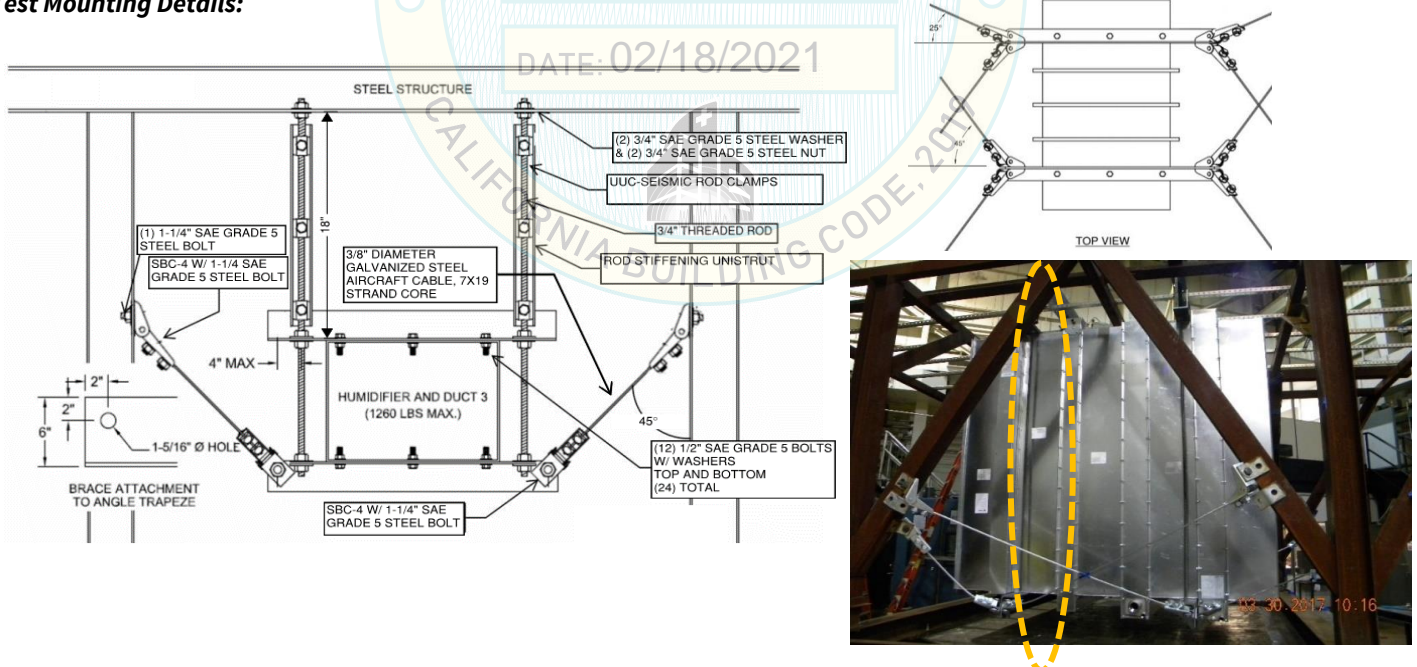 est Mounting Details:
DATE: 02/18/2021
CALIFORNIA BUILDING CODE, 2019
STEEL STRUCTURE
(2) 3/4" SAE GRADE 5 STEEL WASHER
& (2) 3/4" SAE GRADE 5 STEEL NUT
UUC-SEISMIC ROD CLAMPS
3/4" THREADED ROD
ROD STIFFENING UNISTRUT
18"
(1) 1-1/4" SAE GRADE 5
STEEL BOLT
SBC-4 W/ 1-1/4 SAE
GRADE 5 STEEL BOLT
3/8" DIAMETER
GALVANIZED STEEL
AIRCRAFT CABLE, 7X19
STRAND CORE
4" MAX
HUMIDIFIER AND DUCT 3
(1260 LBS MAX.)
45°
2"
2"
6"
1-5/16" Ø HOLE
BRACE ATTACHMENT
TO ANGLE TRAPEZE
(12) 1/2" SAE GRADE 5 BOLTS
W/ WASHERS
TOP AND BOTTOM
(24) TOTAL
SBC-4 W/ 1-1/4" SAE
GRADE 5 STEEL BOLT
25°
45°
TOP VIEW
03 30 2017 10:16